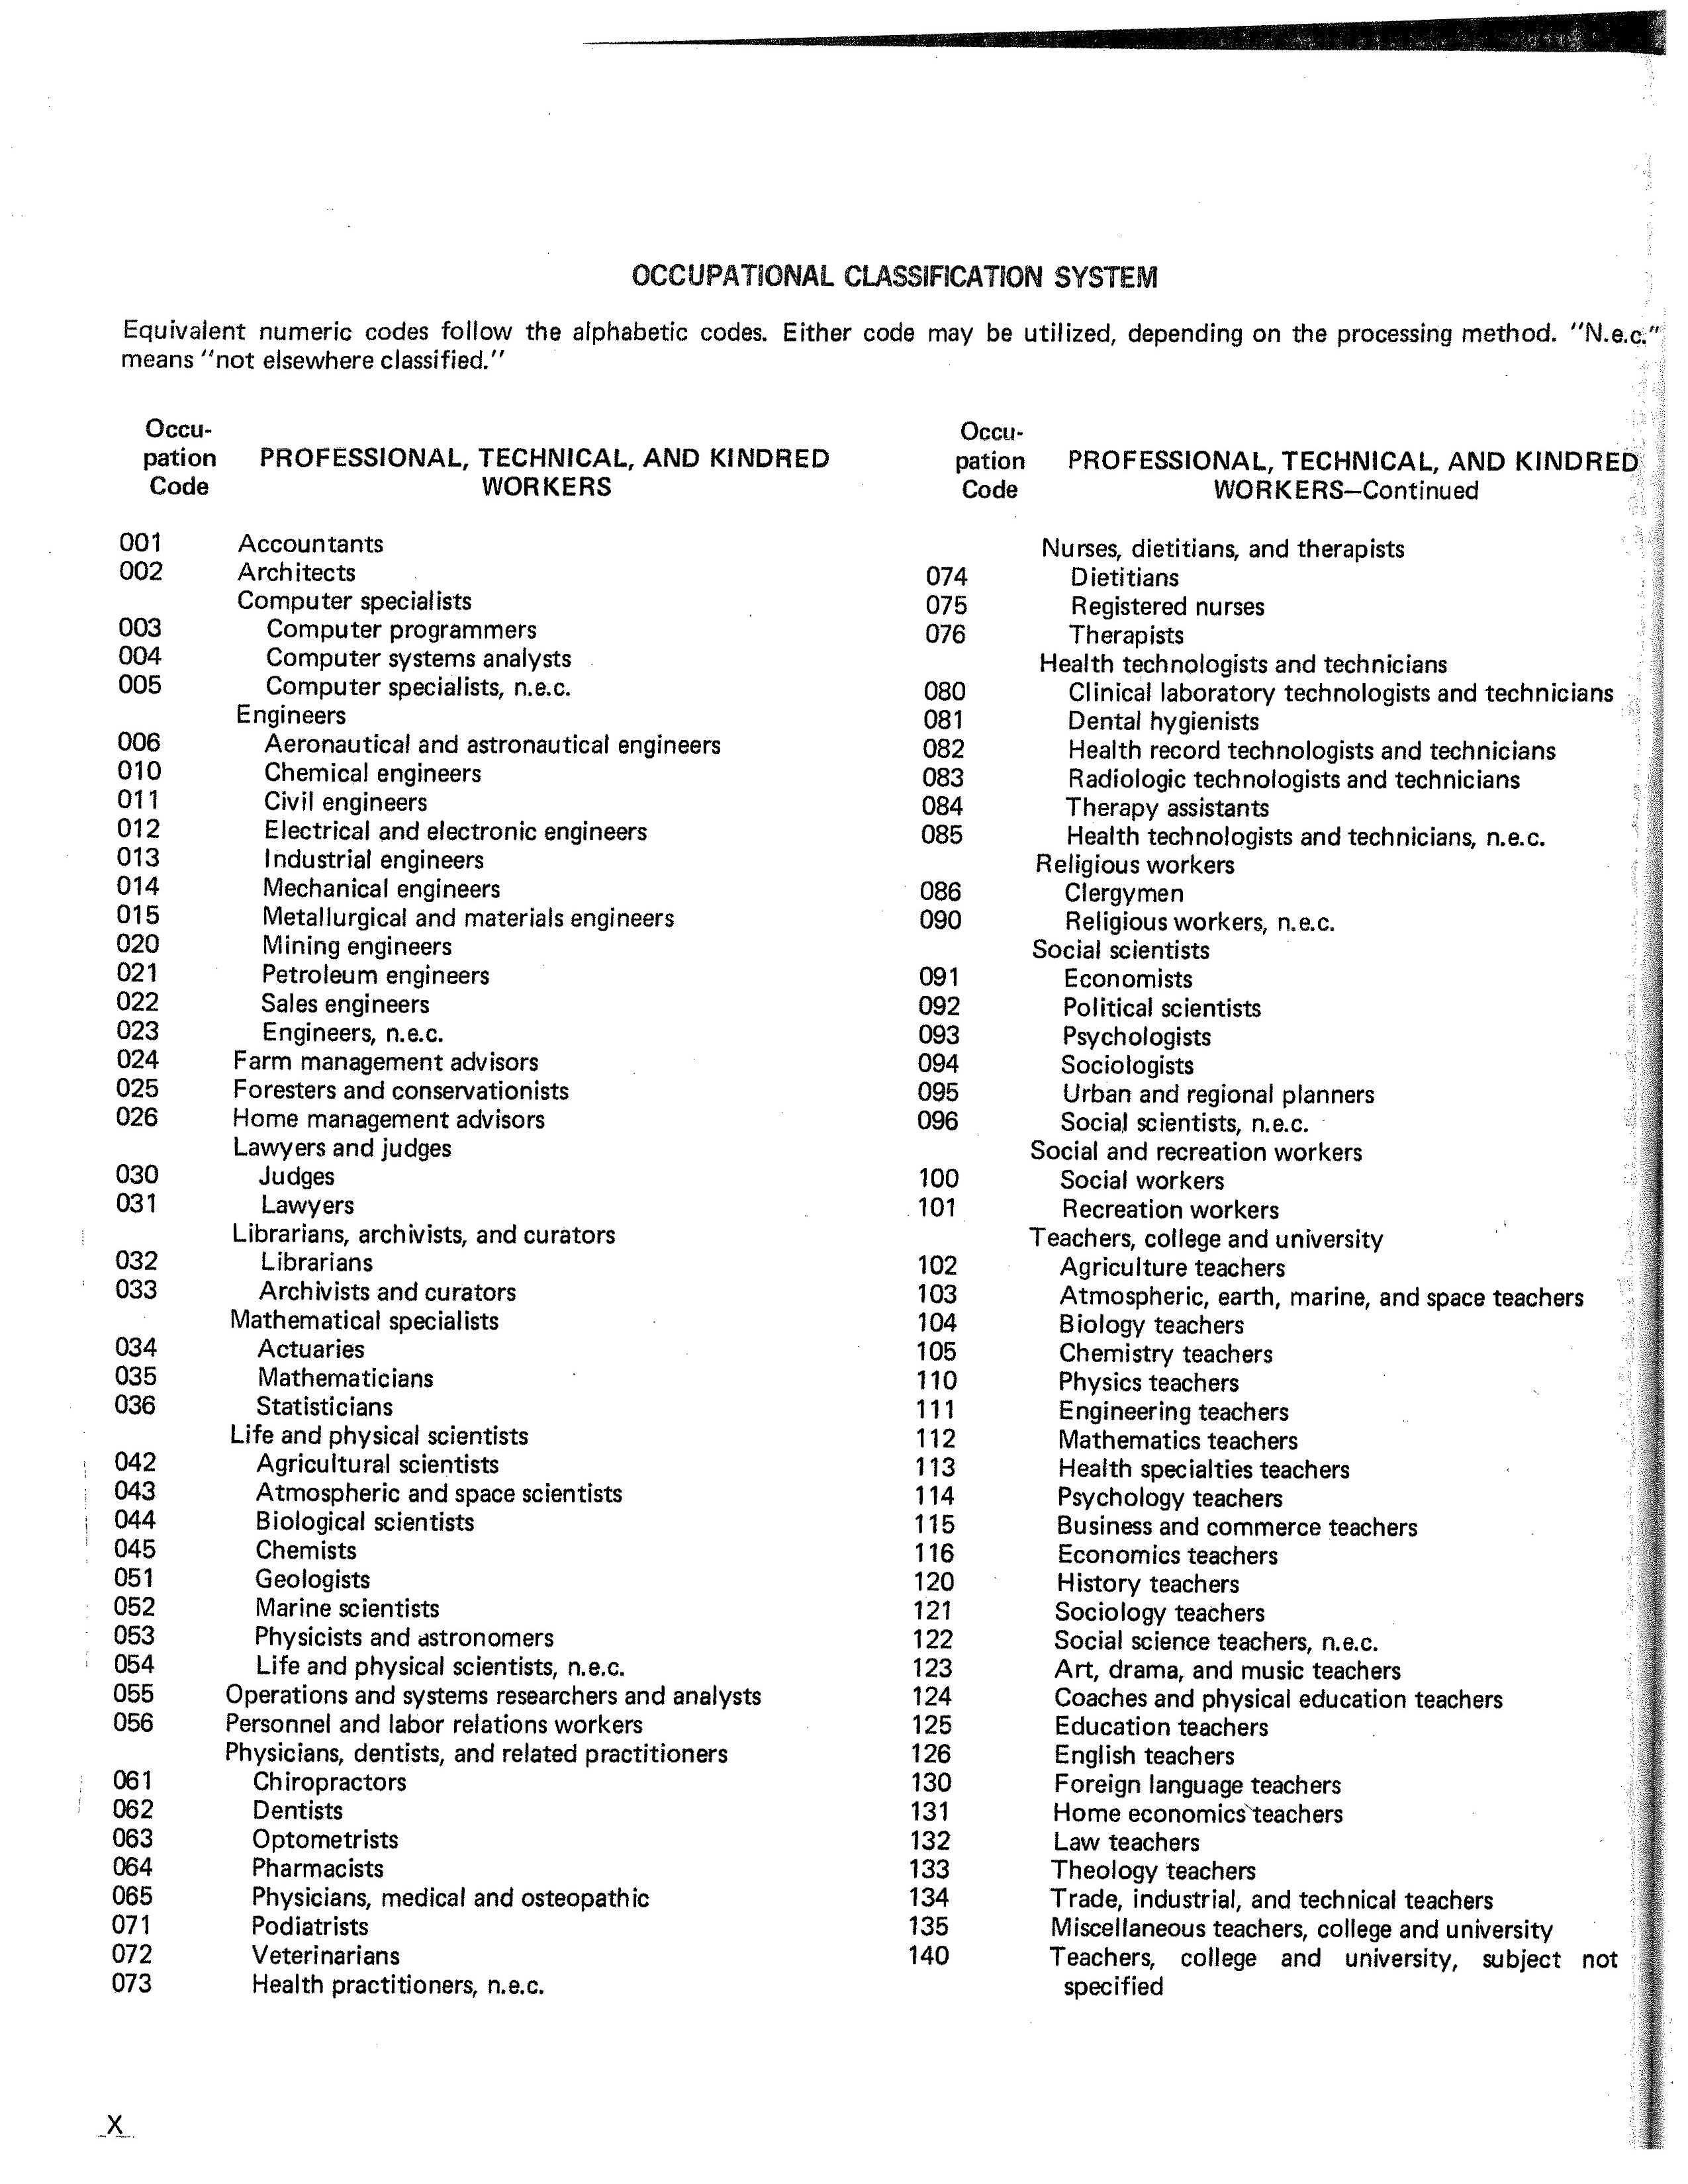 OCCUPATIONAL CLASSIFICATION SYSTEM
Equivalent numeric codes follow the alphabetic codes. Either code may be utilized, depending on the processing method. "N.e.c."
means "not elsewhere classified."
Occu-
pation PROFESSIONAL, TECHNICAL, AND KINDRED
Code WORKERS
001 Accountants
002 Architects
Computer specialists
003 Computer programmers
004 Computer systems analysts
005 Computer specialists, n.e.c.
Engineers
006 Aeronautical and astronautical engineers
010 Chemical engineers
011 Civil engineers
012 Electrical and electronic engineers
013 Industrial engineers
014 Mechanical engineers
015 Metallurgical and materials engineers
020 Mining engineers
021 Petroleum engineers
022 Sales engineers
023 Engineers, n.e.c.
024 Farm management advisors
025 Foresters and conservationists
026 Home management advisors
Lawyers and judges
030 Judges
031 Lawyers
Librarians, archivists, and curators
032 Librarians
033 Archivists and curators
Mathematical specialists
034 Actuaries
035 Mathematicians
036 Statisticians
Life and physical scientists
042 Agricultural scientists
043 Atmospheric and space scientists
044 Biological scientists
045 Chemists
051 Geologists
052 Marine scientists
053 Physicists and astronomers
054 Life and physical scientists, n.e.c.
055 Operations and systems researchers and analysts
056 Personnel and labor relations workers
Physicians, dentists, and related practitioners
061 Chiropractors
062 Dentists
063 Optometrists
064 Pharmacists
065 Physicians, medical and osteopathic
071 Podiatrists
072 Veterinarians
073 Health practitioners, n.e.c.
Occu-
pation PROFESSIONAL, TECHNICAL, AND KINDRED
Code WORKERS—Continued
Nurses, dietitians, and therapists
074 Dietitians
075 Registered nurses
076 Therapists
Health technologists and technicians
080 Clinical laboratory technologists and technicians
081 Dental hygienists
082 Health record technologists and technicians
083 Radiologic technologists and technicians
084 Therapy assistants
085 Health technologists and technicians, n.e.c.
Religious workers
086 Clergymen
090 Religious workers, n.e.c.
Social scientists
091 Economists
092 Political scientists
093 Psychologists
094 Sociologists
095 Urban and regional planners
096 Social scientists, n.e.c.
Social and recreation workers
100 Social workers
101 Recreation workers
Teachers, college and university
102 Agriculture teachers
103 Atmospheric, earth, marine, and space teachers
104 Biology teachers
105 Chemistry teachers
110 Physics teachers
111 Engineering teachers
112 Mathematics teachers
113 Health specialties teachers
114 Psychology teachers
115 Business and commerce teachers
116 Economics teachers
120 History teachers
121 Sociology teachers
122 Social science teachers, n.e.c.
123 Art, drama, and music teachers
124 Coaches and physical education teachers
125 Education teachers
126 English teachers
130 Foreign language teachers
131 Home economics teachers
132 Law teachers
133 Theology teachers
134 Trade, industrial, and technical teachers
135 Miscellaneous teachers, college and university
140 Teachers, college and university, subject not
specified
X